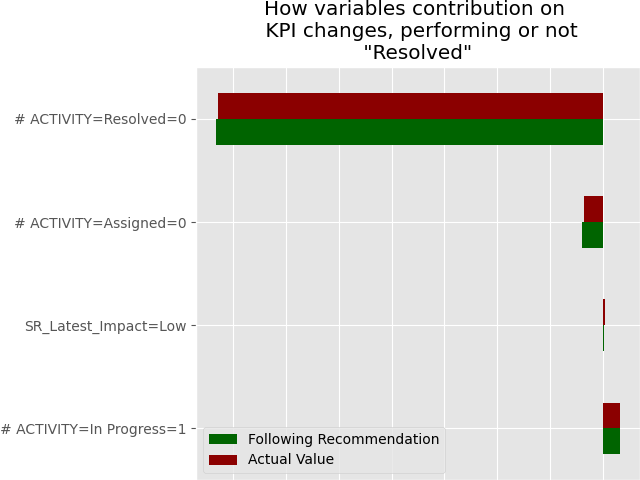 How variables contribution on
KPI changes, performing or not
"Resolved"
# ACTIVITY=Resolved=0
# ACTIVITY=Assigned=0
SR_Latest_Impact=Low
# ACTIVITY=In Progress=1
Following Recommendation
Actual Value